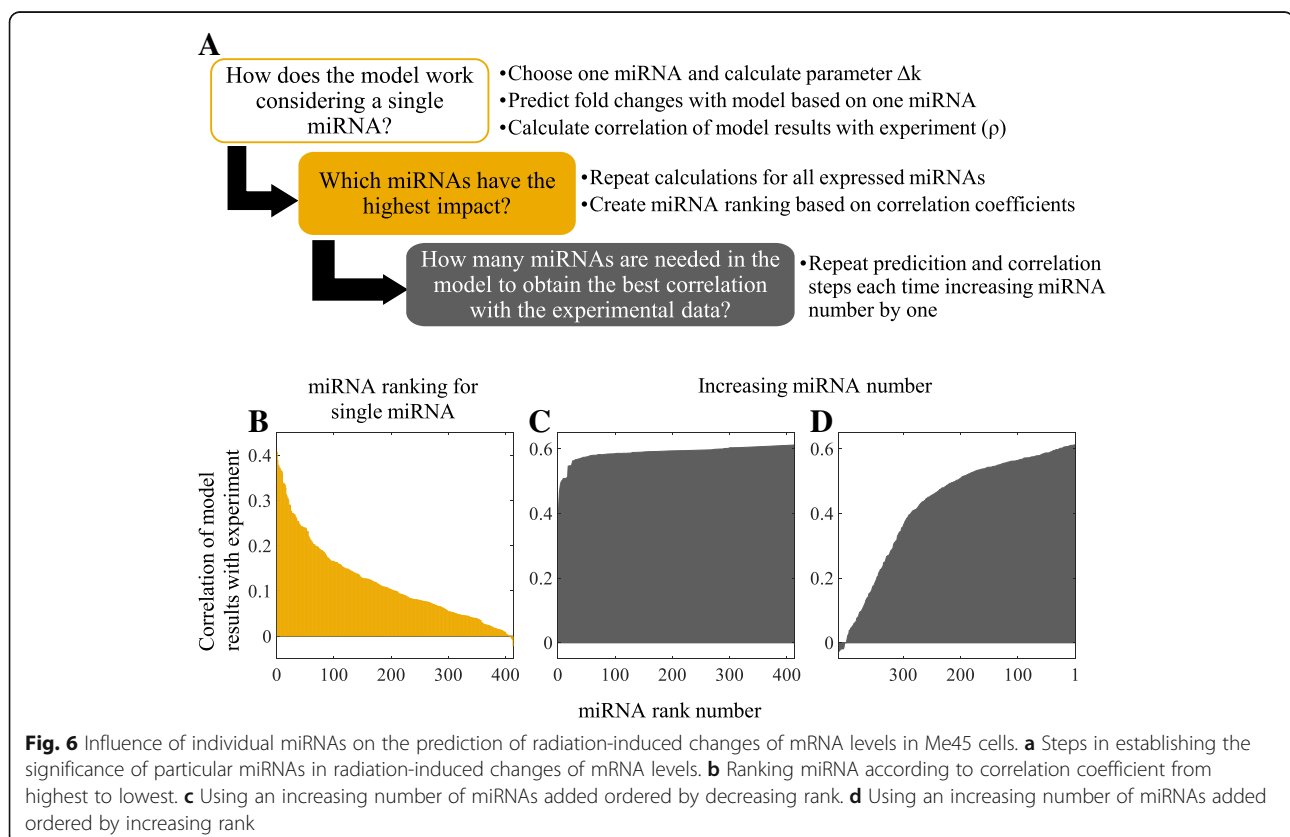 A
How does the model work
considering a single
miRNA?
•Choose one miRNA and calculate parameter Δk
•Predict fold changes with model based on one miRNA
•Calculate correlation of model results with experiment (ρ)
Which miRNAs have the
highest impact?
•Repeat calculations for all expressed miRNAs
•Create miRNA ranking based on correlation coefficients
How many miRNAs are needed in the
model to obtain the best correlation
with the experimental data?
•Repeat predicition and correlation
steps each time increasing miRNA
number by one
miRNA ranking for
single miRNA
Increasing miRNA number
B
C
D
Correlation of model
results with experiment
0.4
0.3
0.2
0.1
0
0 100 200 300 400
0.6
0.4
0.2
0
0 100 200 300 400
0.6
0.4
0.2
0
300 200 100 1
miRNA rank number
Fig. 6 Influence of individual miRNAs on the prediction of radiation-induced changes of mRNA levels in Me45 cells. a Steps in establishing the
significance of particular miRNAs in radiation-induced changes of mRNA levels. b Ranking miRNA according to correlation coefficient from
highest to lowest. c Using an increasing number of miRNAs added ordered by decreasing rank. d Using an increasing number of miRNAs added
ordered by increasing rank